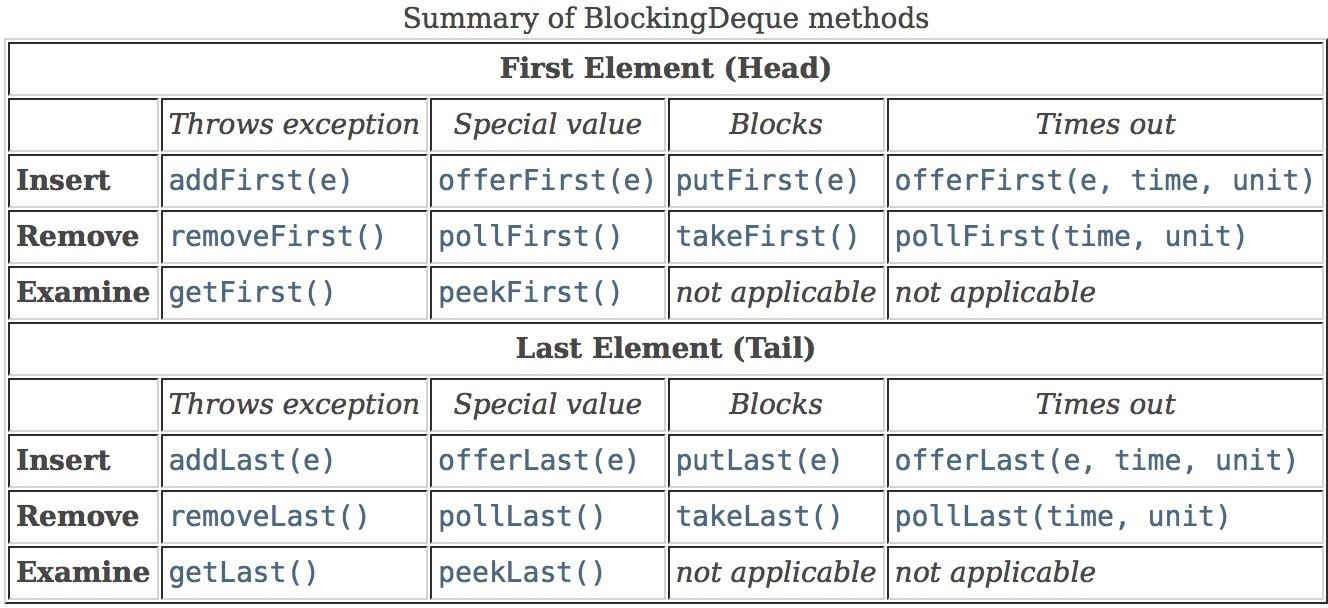 Summary of BlockingDeque methods
First Element (Head)
Throws exception Special value Blocks Times out
Insert addFirst(e) offerFirst(e) putFirst(e) offerFirst(e, time, unit)
Remove removeFirst() pollFirst() takeFirst() pollFirst(time, unit)
Examine getFirst() peekFirst() not applicable not applicable
Last Element (Tail)
Throws exception Special value Blocks Times out
Insert addLast(e) offerLast(e) putLast(e) offerLast(e, time, unit)
Remove removeLast() pollLast() takeLast() pollLast(time, unit)
Examine getLast() peekLast() not applicable not applicable